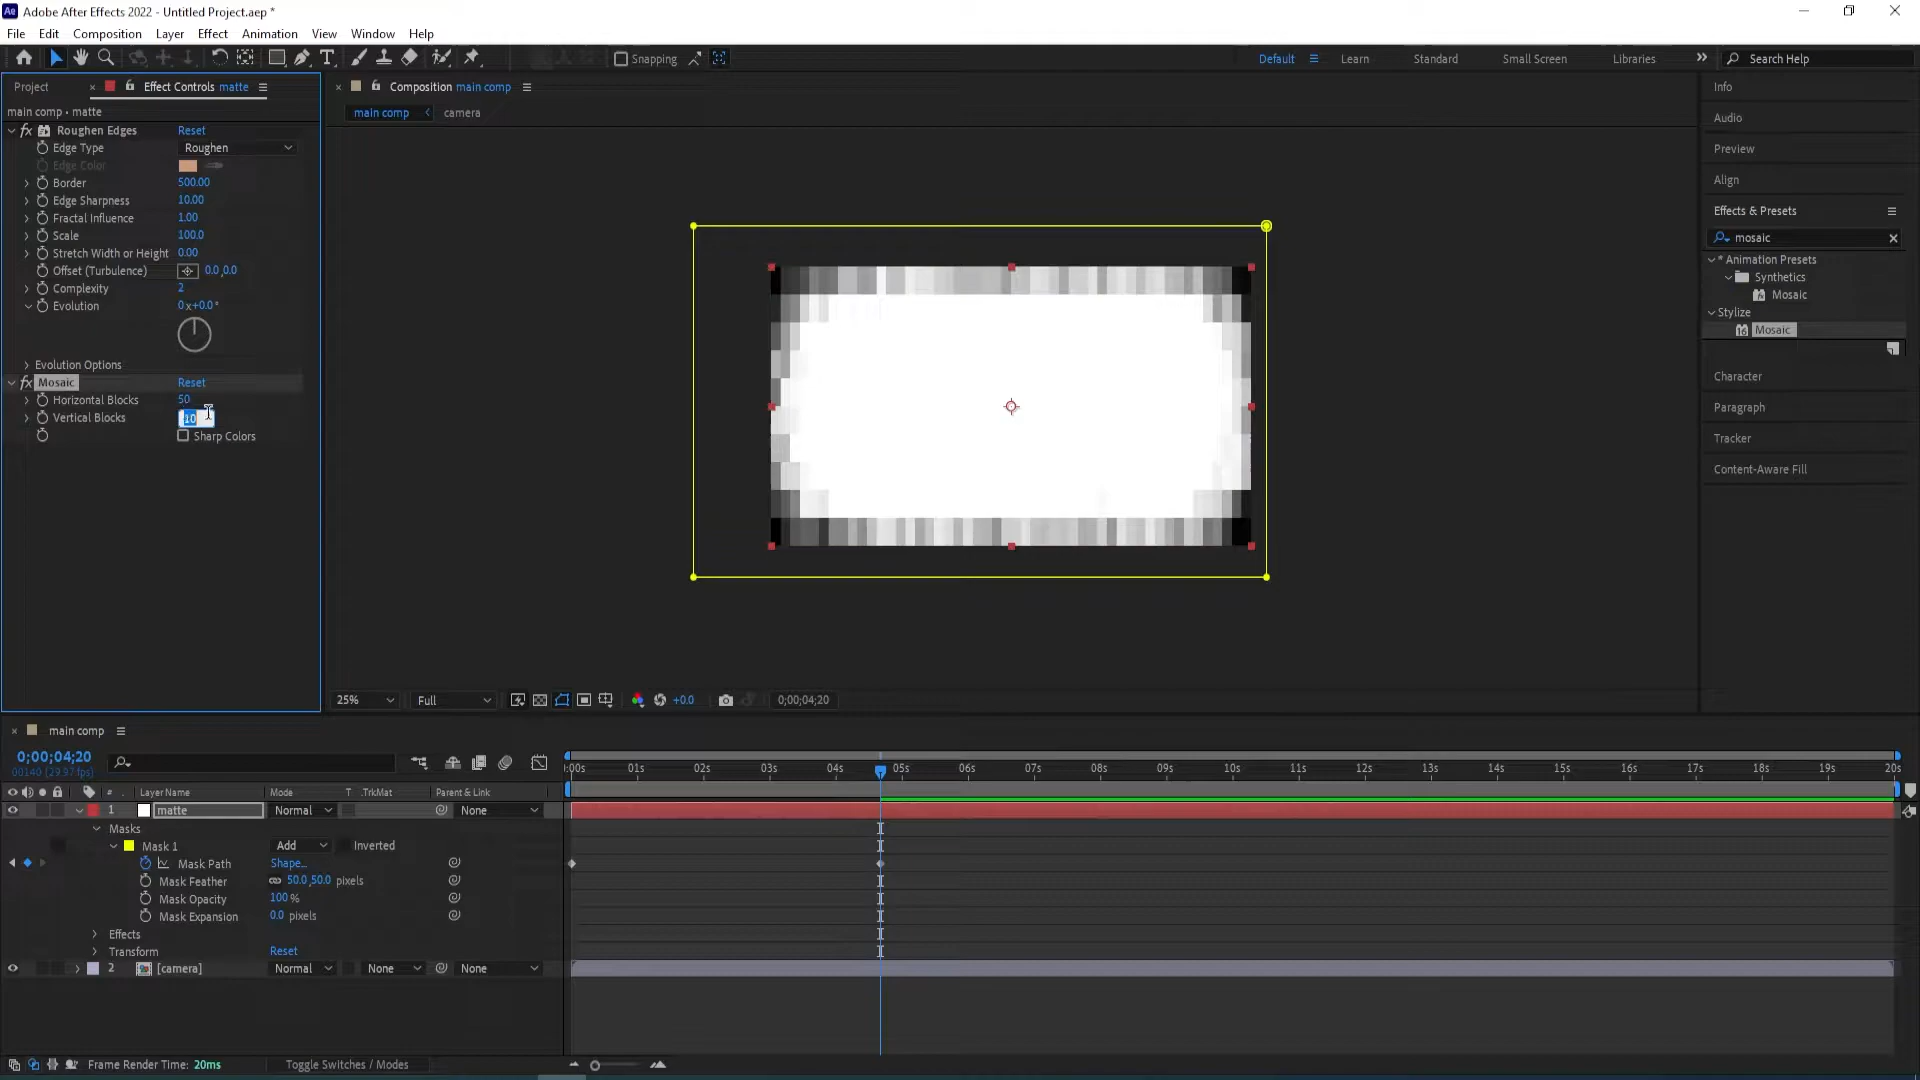 Ae Adobe After Effects 2022 - Untitled Project.aep *
File Edit Composition Layer Effect Animation View Window Help
Snapping
Default Learn Standard Small Screen Libraries Search Help
Project Effect Controls matte
main comp • matte
fx Roughen Edges Reset
Edge Type Roughen
Edge Color
Border 500.00
Edge Sharpness 10.00
Fractal Influence 1.00
Scale 100.0
Stretch Width or Height 0.00
Offset (Turbulence) 0.0,0.0
Complexity 2
Evolution 0x+0.0°
Evolution Options
fx Mosaic Reset
Horizontal Blocks 50
Vertical Blocks 10
Sharp Colors
Composition main comp
main comp camera
25% Full +0.0 0;00;04;20
Info
Audio
Preview
Align
Effects & Presets
mosaic
* Animation Presets
Synthetics
Mosaic
Stylize
Mosaic
Character
Paragraph
Tracker
Content-Aware Fill
main comp
0;00;04;20
00140 (29.97 fps)
:00s 01s 02s 03s 04s 05s 06s 07s 08s 09s 10s 11s 12s 13s 14s 15s 16s 17s 18s 19s 20s
# Layer Name Mode T .TrkMat Parent & Link
1 matte Normal None
Masks
Mask 1 Add Inverted
Mask Path Shape...
Mask Feather 50.0,50.0 pixels
Mask Opacity 100%
Mask Expansion 0.0 pixels
Effects
Transform Reset
2 [camera] Normal None None
Frame Render Time: 20ms Toggle Switches / Modes